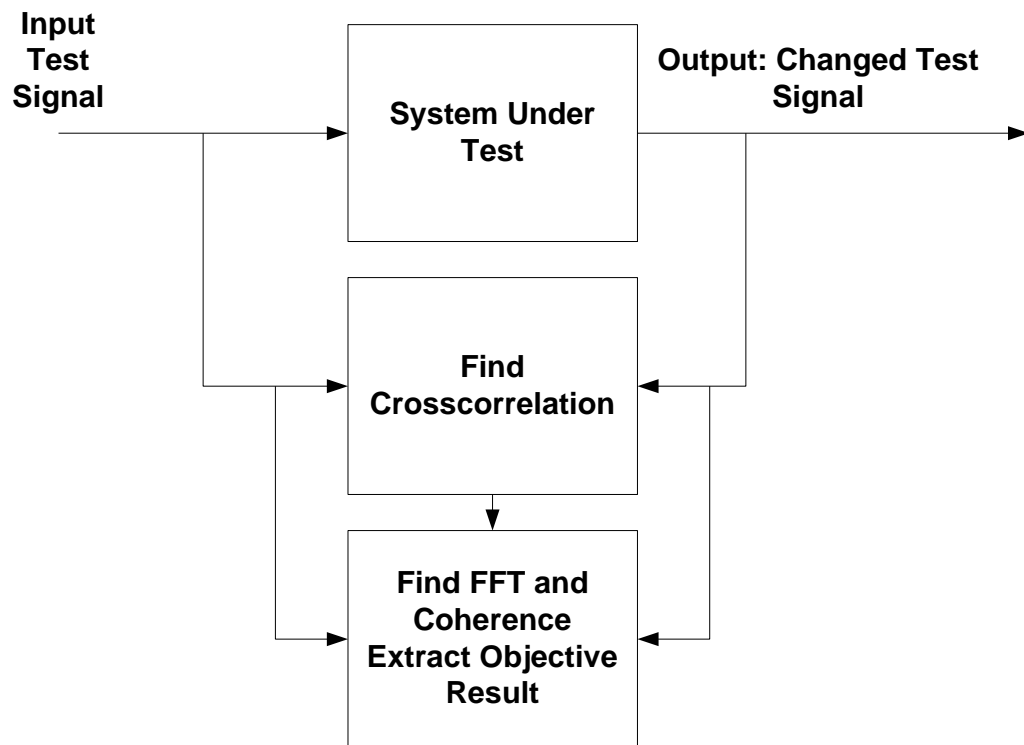 Input
Test
Signal
System Under
Test
Output: Changed Test
Signal
Find
Crosscorrelation
Find FFT and
Coherence
Extract Objective
Result